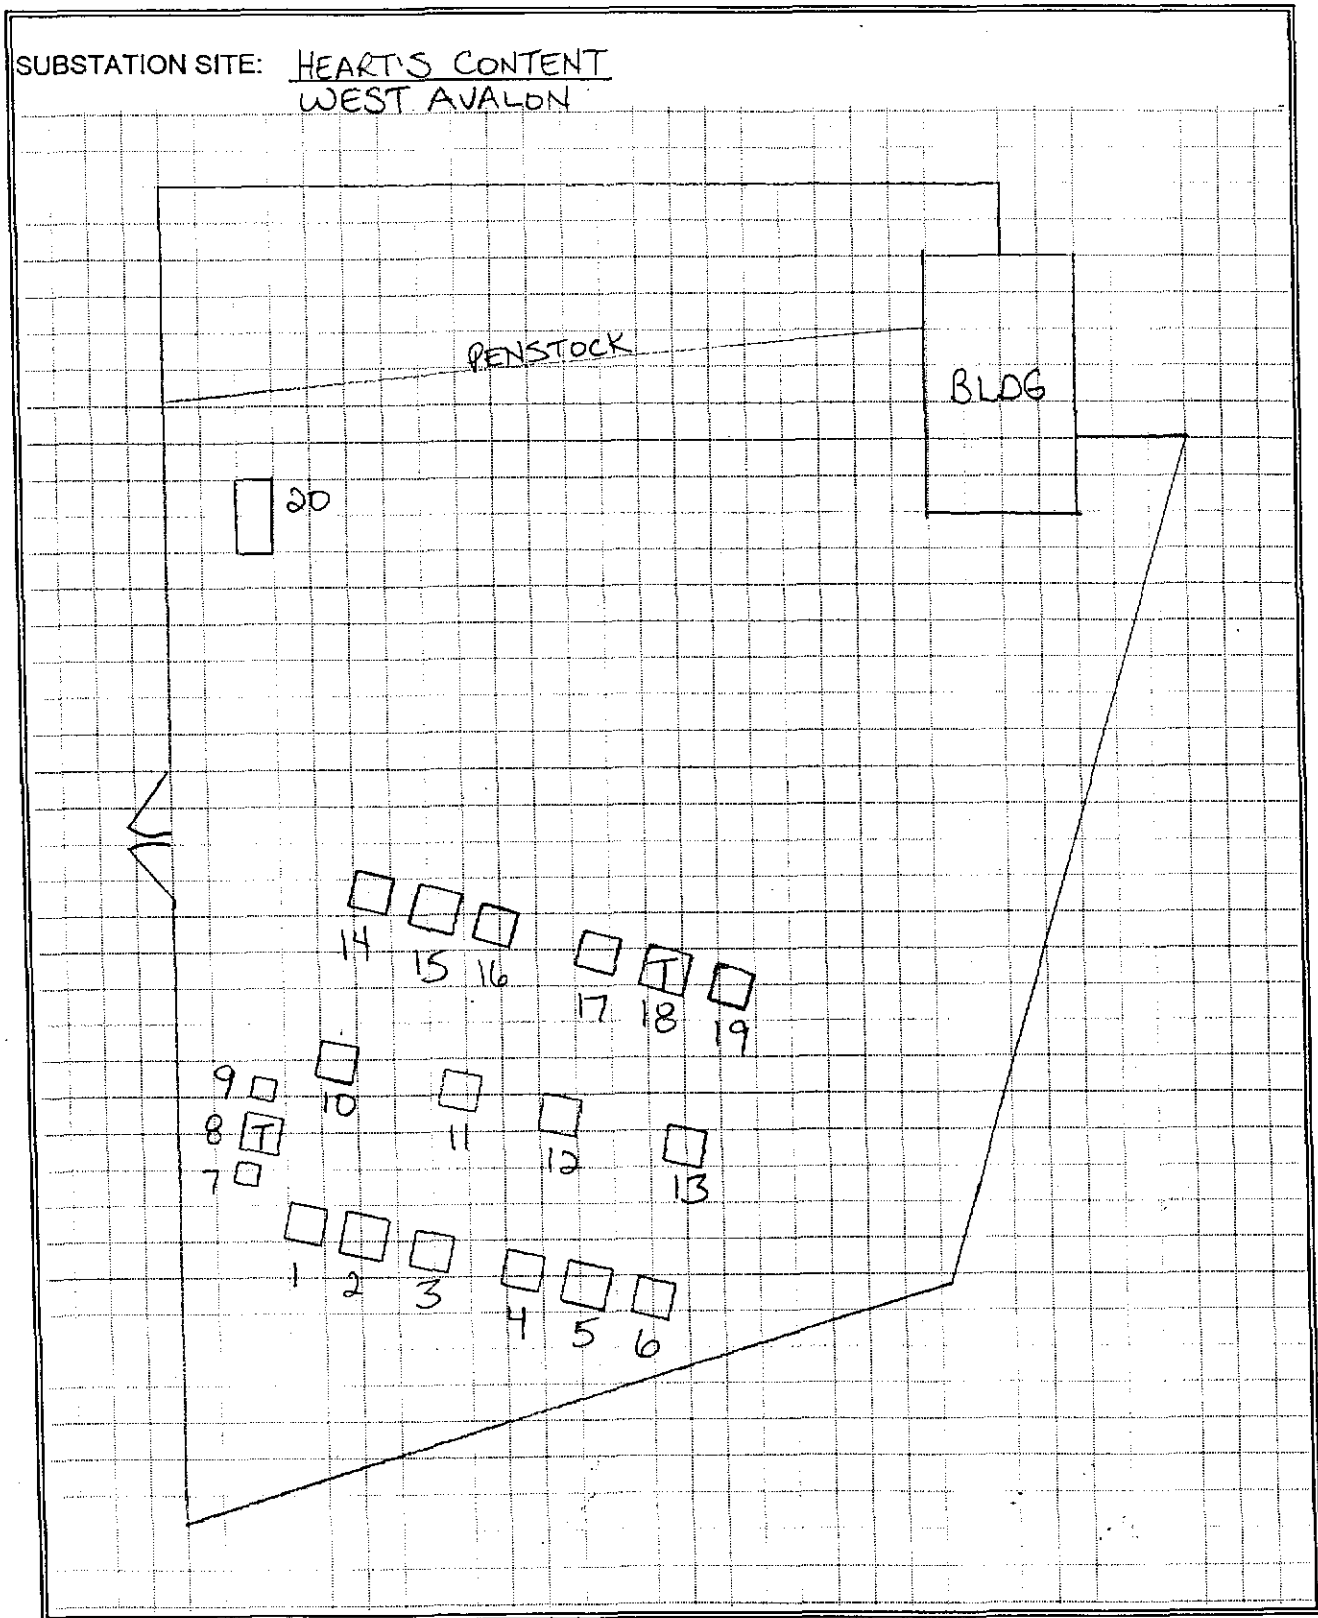 SUBSTATION SITE: HEART'S CONTENT
WEST AVALON
PENSTOCK
BLDG
20
14 15 16 17 T 18 19
9 10 11 12 13
8 T
7
1 2 3 4 5 6